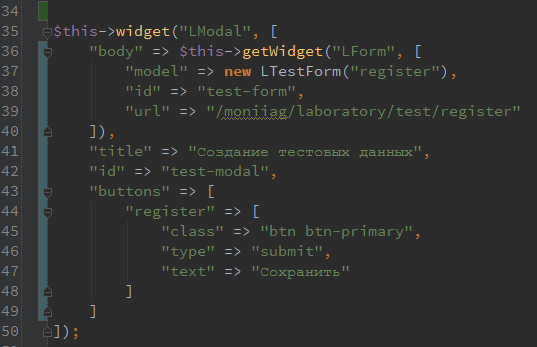 34
35 $this->widget("LModal", [
36 "body" => $this->getWidget("LForm", [
37 "model" => new LTestForm("register"),
38 "id" => "test-form",
39 "url" => "/moniiag/laboratory/test/register"
40 ]),
41 "title" => "Создание тестовых данных",
42 "id" => "test-modal",
43 "buttons" => [
44 "register" => [
45 "class" => "btn btn-primary",
46 "type" => "submit",
47 "text" => "Сохранить"
48 ]
49 ]
50 ]);